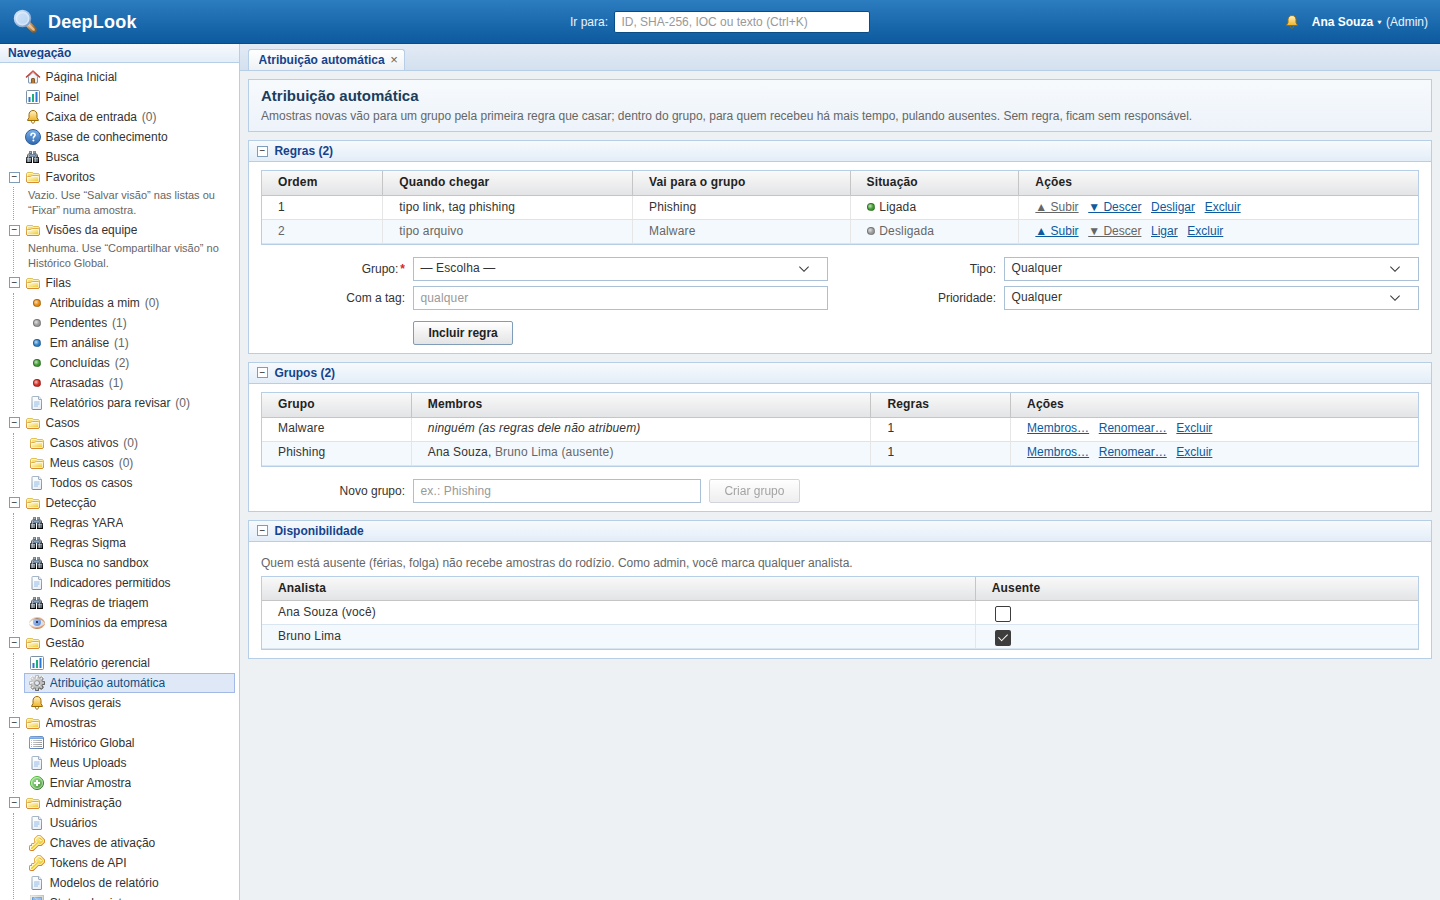 DeepLook
Ir para: ID, SHA-256, IOC ou texto (Ctrl+K)
Ana Souza (Admin)
Navegação
Página Inicial
Painel
Caixa de entrada (0)
Base de conhecimento
Busca
Favoritos
Vazio. Use “Salvar visão” nas listas ou
“Fixar” numa amostra.
Visões da equipe
Nenhuma. Use “Compartilhar visão” no
Histórico Global.
Filas
Atribuídas a mim (0)
Pendentes (1)
Em análise (1)
Concluídas (2)
Atrasadas (1)
Relatórios para revisar (0)
Casos
Casos ativos (0)
Meus casos (0)
Todos os casos
Detecção
Regras YARA
Regras Sigma
Busca no sandbox
Indicadores permitidos
Regras de triagem
Domínios da empresa
Gestão
Relatório gerencial
Atribuição automática
Avisos gerais
Amostras
Histórico Global
Meus Uploads
Enviar Amostra
Administração
Usuários
Chaves de ativação
Tokens de API
Modelos de relatório
Atribuição automática ×
Atribuição automática
Amostras novas vão para um grupo pela primeira regra que casar; dentro do grupo, para quem recebeu há mais tempo, pulando ausentes. Sem regra, ficam sem responsável.
Regras (2)
Ordem Quando chegar Vai para o grupo Situação Ações
1 tipo link, tag phishing Phishing Ligada ▲ Subir ▼ Descer Desligar Excluir
2 tipo arquivo Malware Desligada ▲ Subir ▼ Descer Ligar Excluir
Grupo:* — Escolha — Tipo: Qualquer
Com a tag: qualquer Prioridade: Qualquer
Incluir regra
Grupos (2)
Grupo Membros Regras Ações
Malware ninguém (as regras dele não atribuem) 1 Membros… Renomear… Excluir
Phishing Ana Souza, Bruno Lima (ausente) 1 Membros… Renomear… Excluir
Novo grupo: ex.: Phishing Criar grupo
Disponibilidade
Quem está ausente (férias, folga) não recebe amostras do rodízio. Como admin, você marca qualquer analista.
Analista Ausente
Ana Souza (você)
Bruno Lima